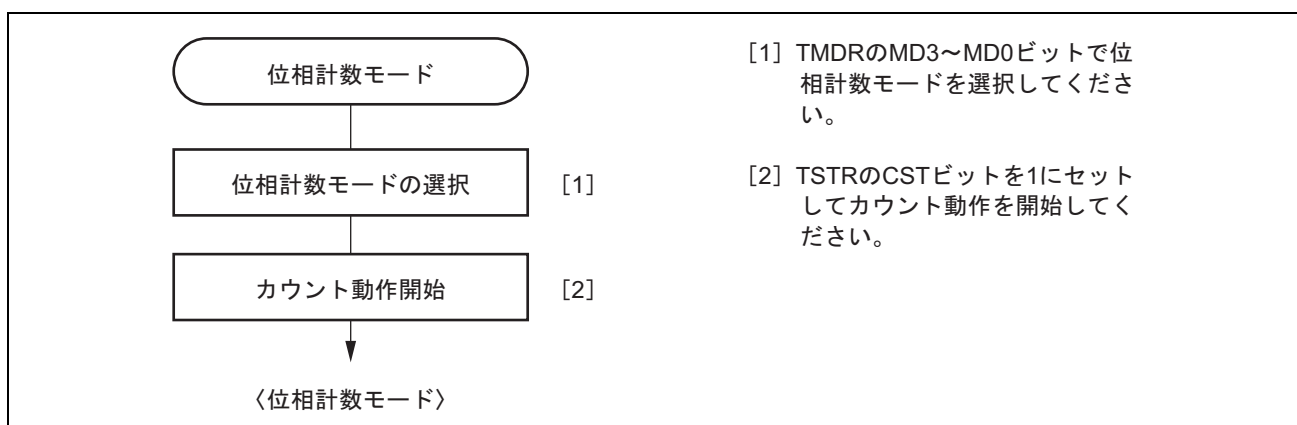 位相計数モード
位相計数モードの選択 [1]
カウント動作開始 [2]
〈位相計数モード〉
[1] TMDRのMD3～MD0ビットで位
相計数モードを選択してくださ
い。
[2] TSTRのCSTビットを1にセット
してカウント動作を開始してく
ださい。